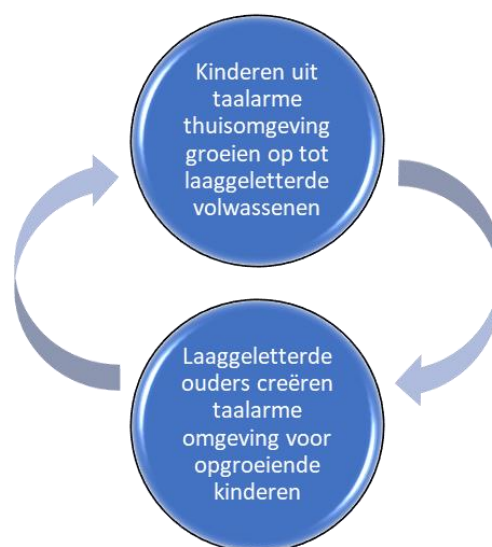 Kinderen uit
taalarme
thuisomgeving
groeien op tot
laaggeletterde
volwassenen
Laaggeletterde
ouders creëren
taalarme
omgeving voor
opgroeiende
kinderen